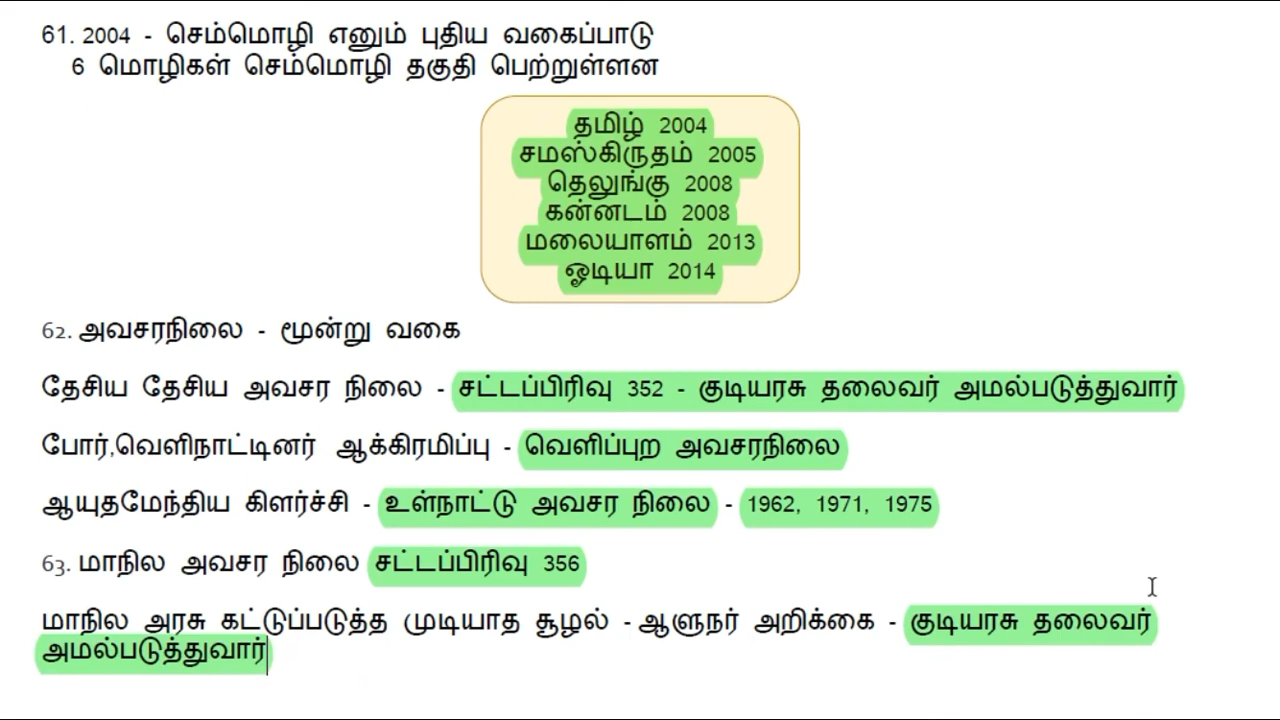 61. 2004 - செம்மொழி எனும் புதிய வகைப்பாடு
6 மொழிகள் செம்மொழி தகுதி பெற்றுள்ளன
தமிழ் 2004
சமஸ்கிருதம் 2005
தெலுங்கு 2008
கன்னடம் 2008
மலையாளம் 2013
ஓடியா 2014
62. அவசரநிலை - மூன்று வகை
தேசிய தேசிய அவசர நிலை - சட்டப்பிரிவு 352 - குடியரசு தலைவர் அமல்படுத்துவார்
போர்,வெளிநாட்டினர் ஆக்கிரமிப்பு - வெளிப்புற அவசரநிலை
ஆயுதமேந்திய கிளர்ச்சி - உள்நாட்டு அவசர நிலை - 1962, 1971, 1975
63. மாநில அவசர நிலை சட்டப்பிரிவு 356
மாநில அரசு கட்டுப்படுத்த முடியாத சூழல் - ஆளுநர் அறிக்கை - குடியரசு தலைவர்
அமல்படுத்துவார்